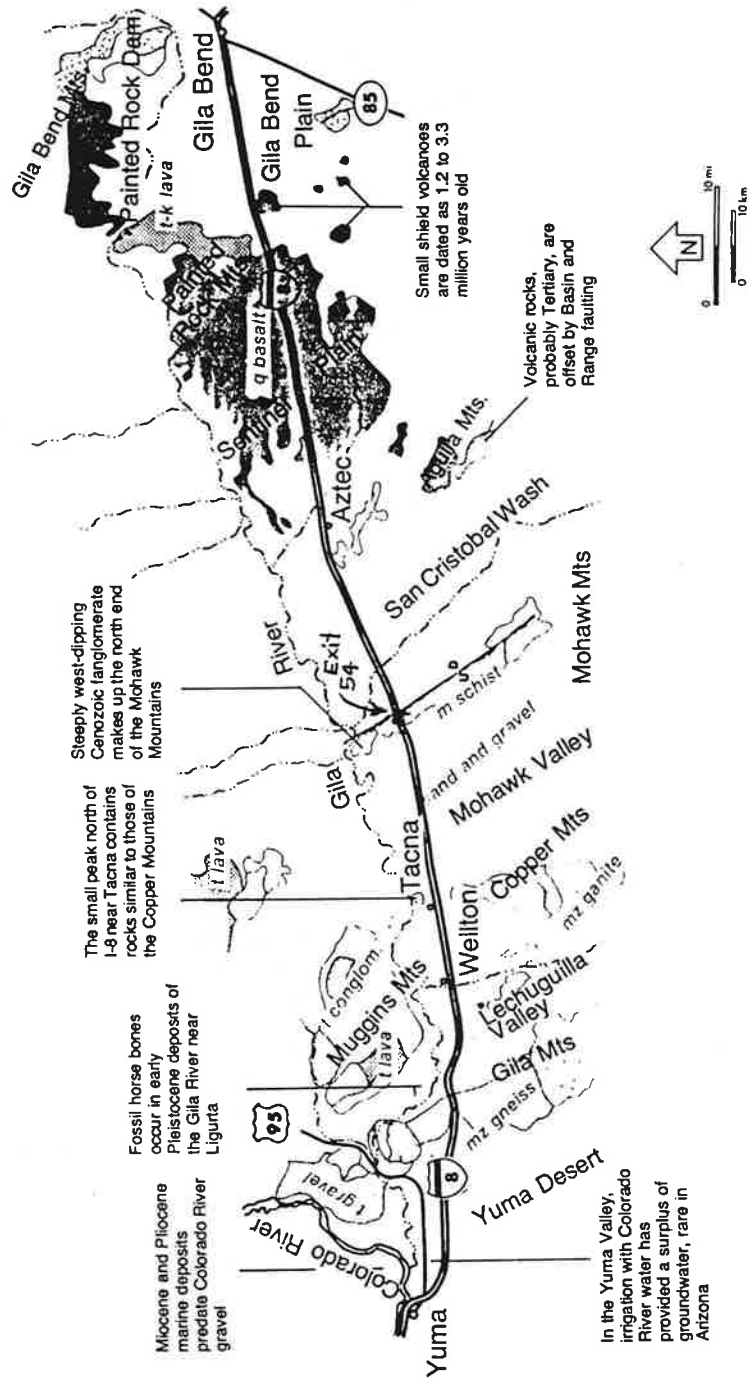 Miocene and Pliocene
marine deposits
predate Colorado River
gravel
Fossil horse bones
occur in early
Pleistocene deposits of
the Gila River near
Ligurta
The small peak north of
I-8 near Tacna contains
rocks similar to those of
the Copper Mountains
Steeply west-dipping
Cenozoic fanglomerate
makes up the north end
of the Mohawk
Mountains
Gila Bend Mts.
Painted Rock Dam
t-k lava
Painted
Rock Mts
q basalt
8
Sentinel
Plain
Gila Bend
Gila Bend
Plain
85
Small shield volcanoes
are dated as 1.2 to 3.3
million years old
Aztec
Aguila Mts.
Volcanic rocks,
probably Tertiary, are
offset by Basin and
Range faulting
San Cristobal Wash
River
Gila
Exit
54
D
S
m schist
Mohawk Mts
and and gravel
Mohawk Valley
t lava
Tacna
Copper Mts
mz ganite
Wellton
t conglom.
Muggins Mts
t lava
Lechuguilla
Valley
Gila Mts
mz gneiss
95
t gravel
8
Colorado River
Yuma Desert
Yuma
In the Yuma Valley,
irrigation with Colorado
River water has
provided a surplus of
groundwater, rare in
Arizona
N
0 10 mi
0 10 km